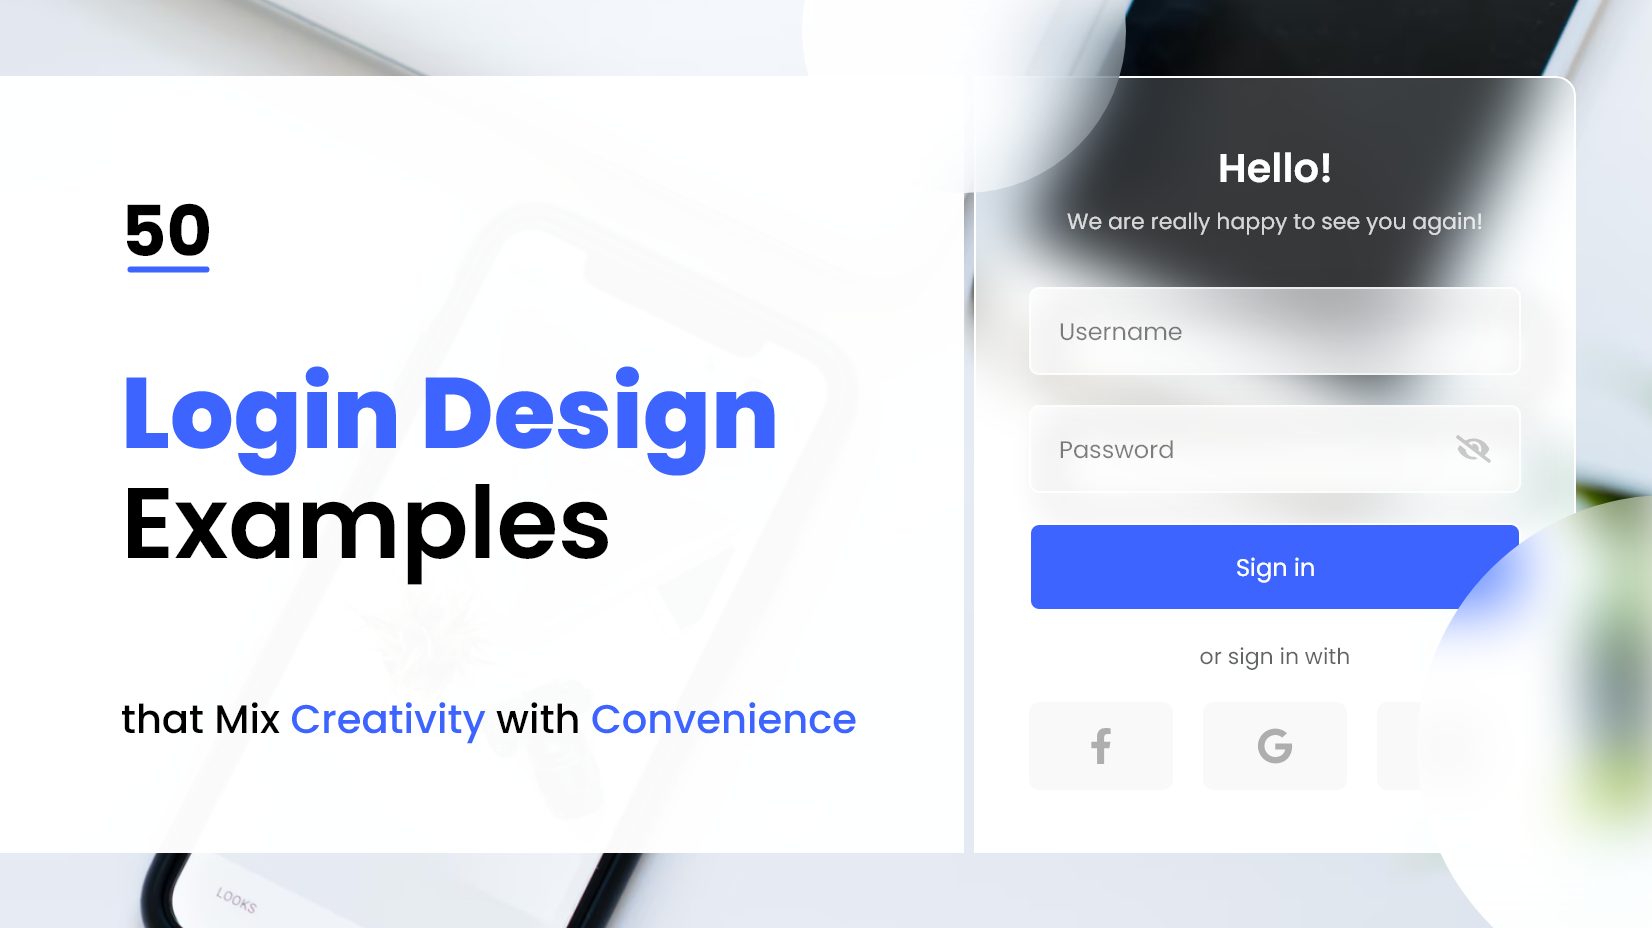 50
Login Design
Examples
that Mix Creativity with Convenience
Hello!
We are really happy to see you again!
Username
Password
Sign in
or sign in with
LOOKS